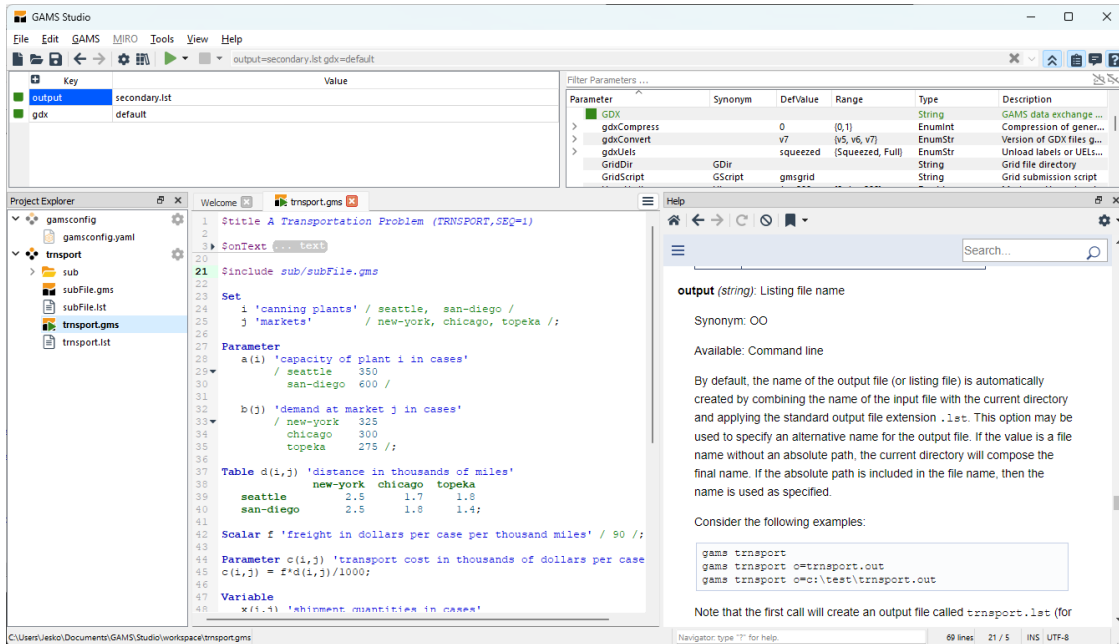 GAMS Studio
File Edit GAMS MIRO Tools View Help
output=secondary.lst gdx=default
Key Value
output secondary.lst
gdx default
Filter Parameters ...
Parameter Synonym DefValue Range Type Description
GDX String GAMS data exchange ...
gdxCompress 0 {0,1} EnumInt Compression of gener...
gdxConvert v7 {v5, v6, v7} EnumStr Version of GDX files g...
gdxUels squeezed {Squeezed, Full} EnumStr Unload labels or UELs...
GridDir GDir String Grid file directory
GridScript GScript gmsgrid String Grid submission script
Project Explorer
gamsconfig
gamsconfig.yaml
trnsport
sub
subFile.gms
subFile.lst
trnsport.gms
trnsport.lst
Welcome trnsport.gms
1 $title A Transportation Problem (TRNSPORT,SEQ=1)
2
3 $onText ... text
20
21 $include sub/subFile.gms
22
23 Set
24 i 'canning plants' / seattle, san-diego /
25 j 'markets' / new-york, chicago, topeka /;
26
27 Parameter
28 a(i) 'capacity of plant i in cases'
29 / seattle 350
30 san-diego 600 /
31
32 b(j) 'demand at market j in cases'
33 / new-york 325
34 chicago 300
35 topeka 275 /;
36
37 Table d(i,j) 'distance in thousands of miles'
38 new-york chicago topeka
39 seattle 2.5 1.7 1.8
40 san-diego 2.5 1.8 1.4;
41
42 Scalar f 'freight in dollars per case per thousand miles' / 90 /;
43
44 Parameter c(i,j) 'transport cost in thousands of dollars per case
45 c(i,j) = f*d(i,j)/1000;
46
47 Variable
48 x(i,j) 'shipment quantities in cases'
Help
Search...
output (string): Listing file name
Synonym: OO
Available: Command line
By default, the name of the output file (or listing file) is automatically
created by combining the name of the input file with the current directory
and applying the standard output file extension .lst. This option may be
used to specify an alternative name for the output file. If the value is a file
name without an absolute path, the current directory will compose the
final name. If the absolute path is included in the file name, then the
name is used as specified.
Consider the following examples:
gams trnsport
gams trnsport o=trnsport.out
gams trnsport o=c:\test\trnsport.out
Note that the first call will create an output file called trnsport.lst (for
C:\Users\Jesko\Documents\GAMS\Studio\workspace\trnsport.gms
Navigator: type "?" for help.
69 lines 21 / 5 INS UTF-8